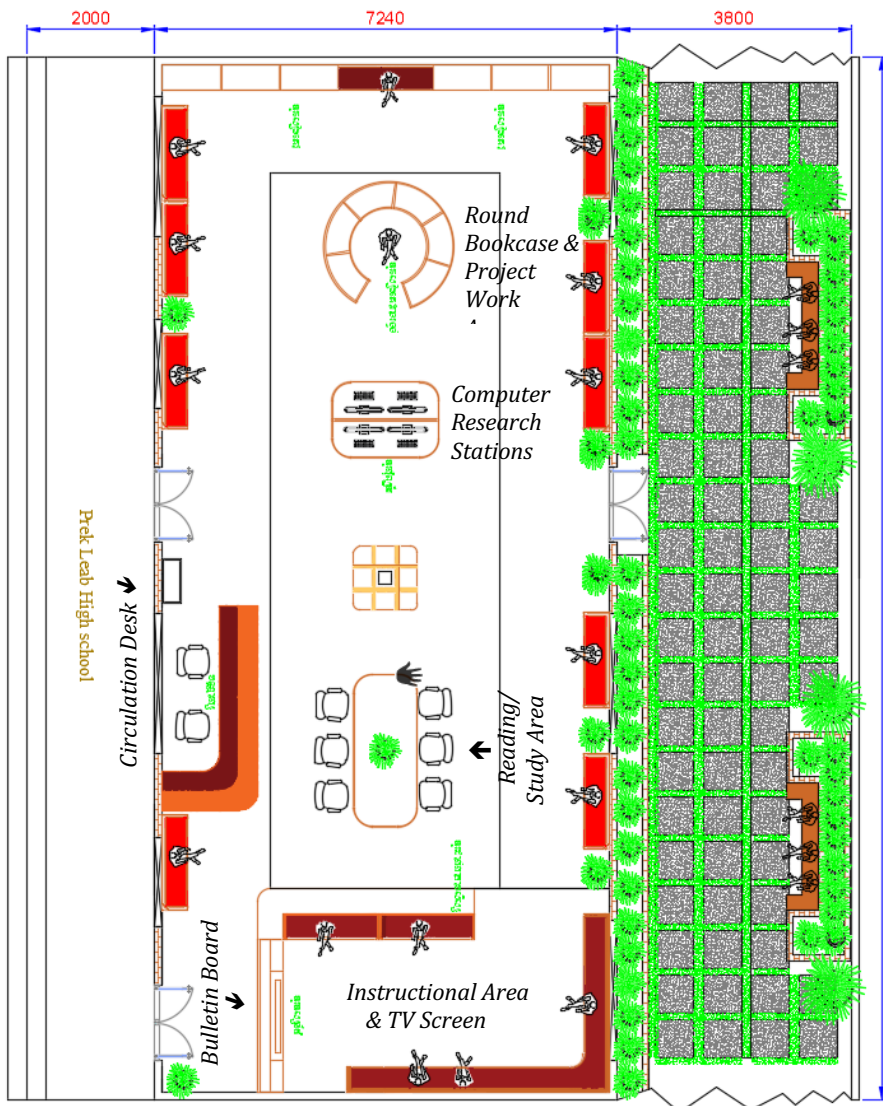 2000
7240
3800
Round
Bookcase &
Project
Work
Computer
Research
Stations
Prek Leab High school
Circulation Desk
Reading/
Study Area
Bulletin Board
Instructional Area
& TV Screen